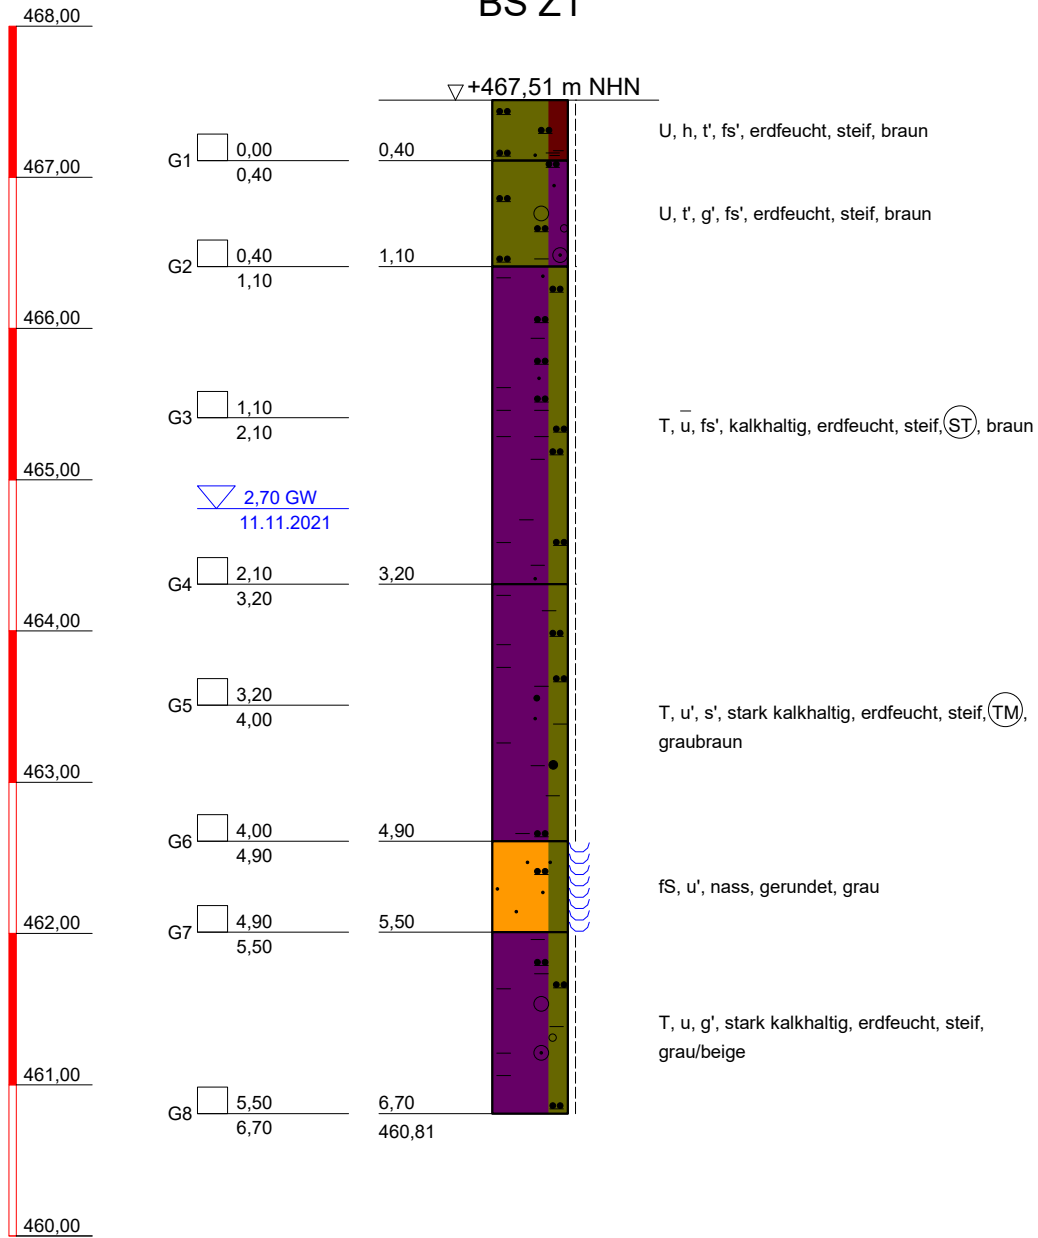 BS Z1
468,00
+467,51 m NHN
U, h, t', fs', erdfeucht, steif, braun
G1 0,00 0,40
0,40
467,00
U, t', g', fs', erdfeucht, steif, braun
G2 0,40 1,10
1,10
466,00
G3 1,10
2,10
T, u̅, fs', kalkhaltig, erdfeucht, steif, ST, braun
465,00
2,70 GW
11.11.2021
G4 2,10 3,20
3,20
464,00
G5 3,20
4,00
T, u', s', stark kalkhaltig, erdfeucht, steif, TM,
graubraun
463,00
G6 4,00 4,90
4,90
fS, u', nass, gerundet, grau
462,00
G7 4,90 5,50
5,50
T, u, g', stark kalkhaltig, erdfeucht, steif,
grau/beige
461,00
G8 5,50 6,70
6,70 460,81
460,00